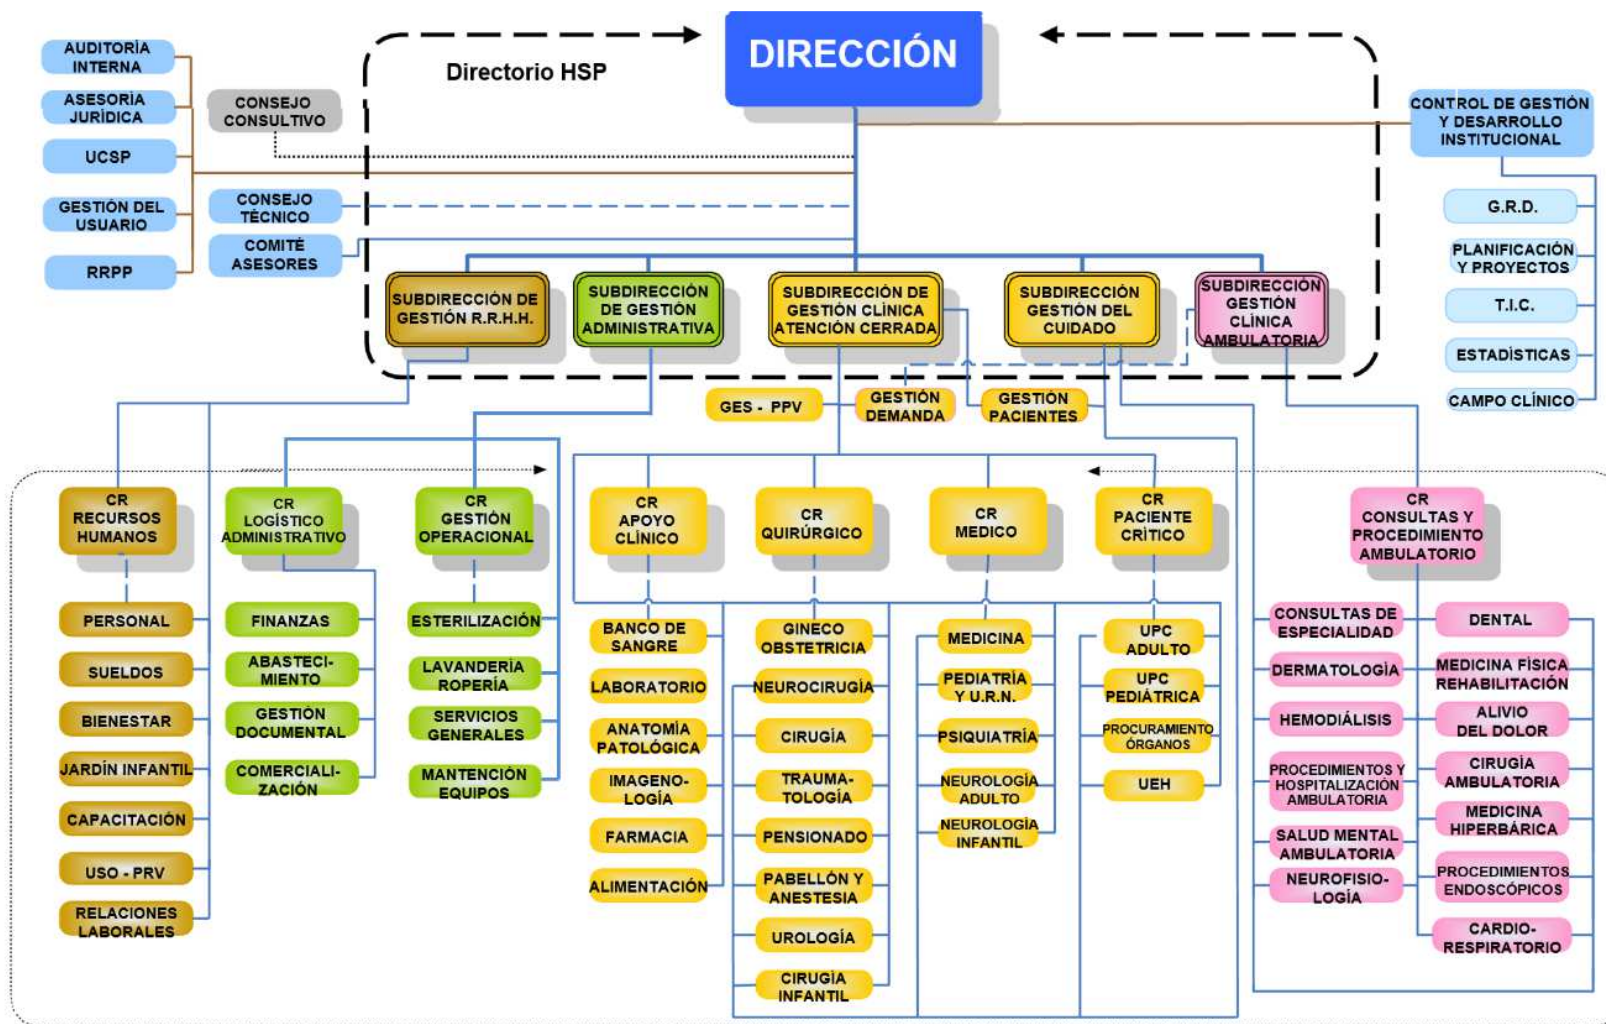 DIRECCIÓN
Directorio HSP
AUDITORÍA
INTERNA
ASESORÍA
JURÍDICA
UCSP
GESTIÓN DEL
USUARIO
RRPP
CONSEJO
CONSULTIVO
CONSEJO
TÉCNICO
COMITÉ
ASESORES
CONTROL DE GESTIÓN
Y DESARROLLO
INSTITUCIONAL
G.R.D.
PLANIFICACIÓN
Y PROYECTOS
T.I.C.
ESTADÍSTICAS
CAMPO CLÍNICO
SUBDIRECCIÓN DE
GESTIÓN R.R.H.H.
SUBDIRECCIÓN
DE GESTIÓN
ADMINISTRATIVA
SUBDIRECCIÓN DE
GESTIÓN CLÍNICA
ATENCIÓN CERRADA
SUBDIRECCIÓN
GESTIÓN DEL
CUIDADO
SUBDIRECCIÓN
GESTIÓN
CLÍNICA
AMBULATORIA
GES - PPV
GESTIÓN
DEMANDA
GESTIÓN
PACIENTES
CR
RECURSOS
HUMANOS
CR
LOGÍSTICO
ADMINISTRATIVO
CR
GESTIÓN
OPERACIONAL
CR
APOYO
CLÍNICO
CR
QUIRÚRGICO
CR
MEDICO
CR
PACIENTE
CRÌTICO
CR
CONSULTAS Y
PROCEDIMIENTO
AMBULATORIO
PERSONAL
SUELDOS
BIENESTAR
JARDÍN INFANTIL
CAPACITACIÓN
USO - PRV
RELACIONES
LABORALES
FINANZAS
ABASTECI-
MIENTO
GESTIÓN
DOCUMENTAL
COMERCIALI-
ZACIÓN
ESTERILIZACIÓN
LAVANDERÍA
ROPERÍA
SERVICIOS
GENERALES
MANTENCIÓN
EQUIPOS
BANCO DE
SANGRE
LABORATORIO
ANATOMÍA
PATOLÓGICA
IMAGENO-
LOGÍA
FARMACIA
ALIMENTACIÓN
GINECO
OBSTETRICIA
NEUROCIRUGÍA
CIRUGÍA
TRAUMA-
TOLOGÍA
PENSIONADO
PABELLÓN Y
ANESTESIA
UROLOGÍA
CIRUGÌA
INFANTIL
MEDICINA
PEDIATRÍA
Y U.R.N.
PSIQUIATRÍA
NEUROLOGÍA
ADULTO
NEUROLOGÍA
INFANTIL
UPC
ADULTO
UPC
PEDIÁTRICA
PROCURAMIENTO
ÓRGANOS
UEH
CONSULTAS DE
ESPECIALIDAD
DERMATOLOGÍA
HEMODIÁLISIS
PROCEDIMIENTOS Y
HOSPITALIZACIÓN
AMBULATORIA
SALUD MENTAL
AMBULATORIA
NEUROFISIO-
LOGÍA
DENTAL
MEDICINA FÍSICA
REHABILITACIÓN
ALIVIO
DEL DOLOR
CIRUGÍA
AMBULATORIA
MEDICINA
HIPERBÁRICA
PROCEDIMIENTOS
ENDOSCÓPICOS
CARDIO-
RESPIRATORIO